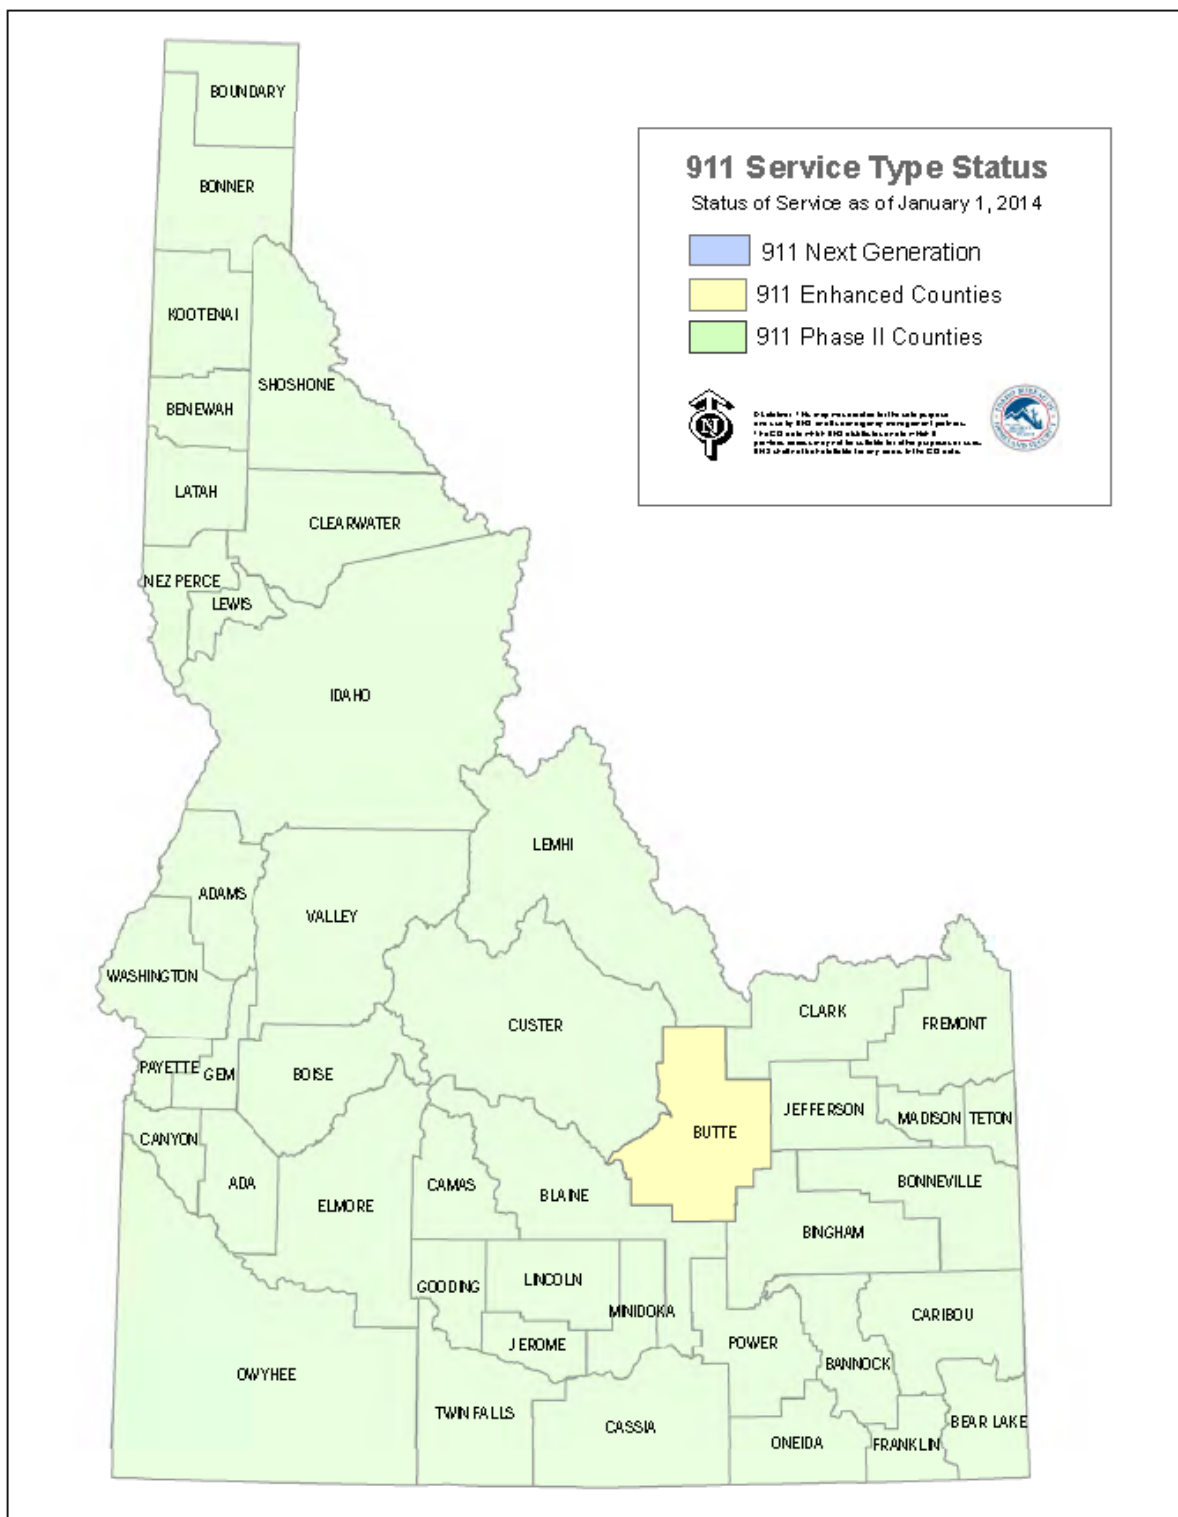 BOUNDARY
911 Service Type Status
Status of Service as of January 1, 2014
BONNER
911 Next Generation
911 Enhanced Counties
KOOTENAI
911 Phase II Counties
SHOSHONE
BENEWAH
NJ
LATAH
CLEARWATER
NEZ PERCE
LEWIS
IDAHO
LEMHI
ADAMS
VALLEY
WASHINGTON
CLARK
CUSTER
FREMONT
PAYETTE
GEM
BOISE
JEFFERSON
MADISON
TETON
BUTTE
CANYON
ADA
CAMAS
BONNEVILLE
BLAINE
ELMORE
BINGHAM
LINCOLN
GOODING
MINIDOKA
CARIBOU
JEROME
POWER
BANNOCK
OWYHEE
TWIN FALLS
BEAR LAKE
CASSIA
ONEIDA
FRANKLIN